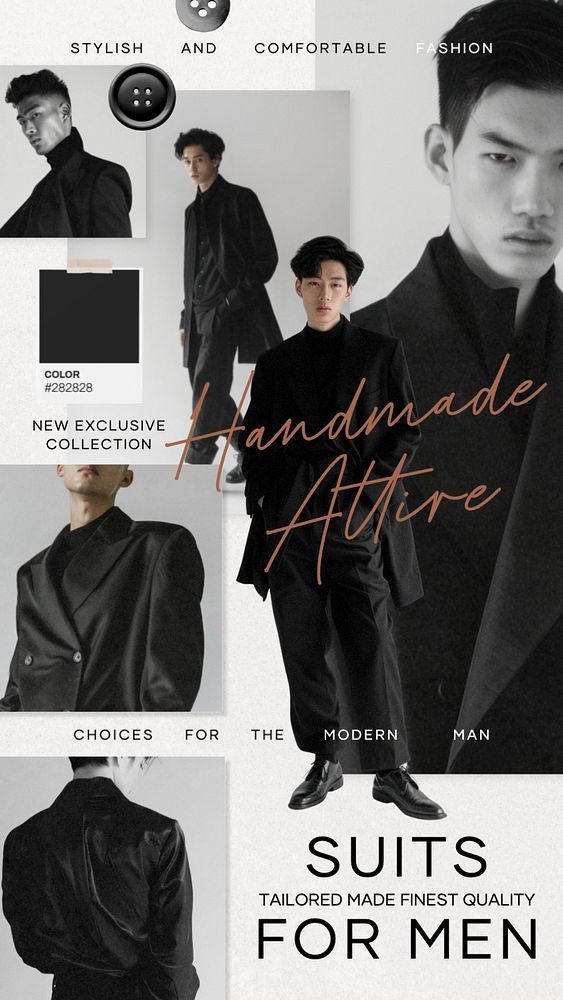 STYLISH AND COMFORTABLE FASHION
COLOR
#282828
NEW EXCLUSIVE
COLLECTION
Handmade
Attire
CHOICES FOR THE MODERN MAN
SUITS
TAILORED MADE FINEST QUALITY
FOR MEN